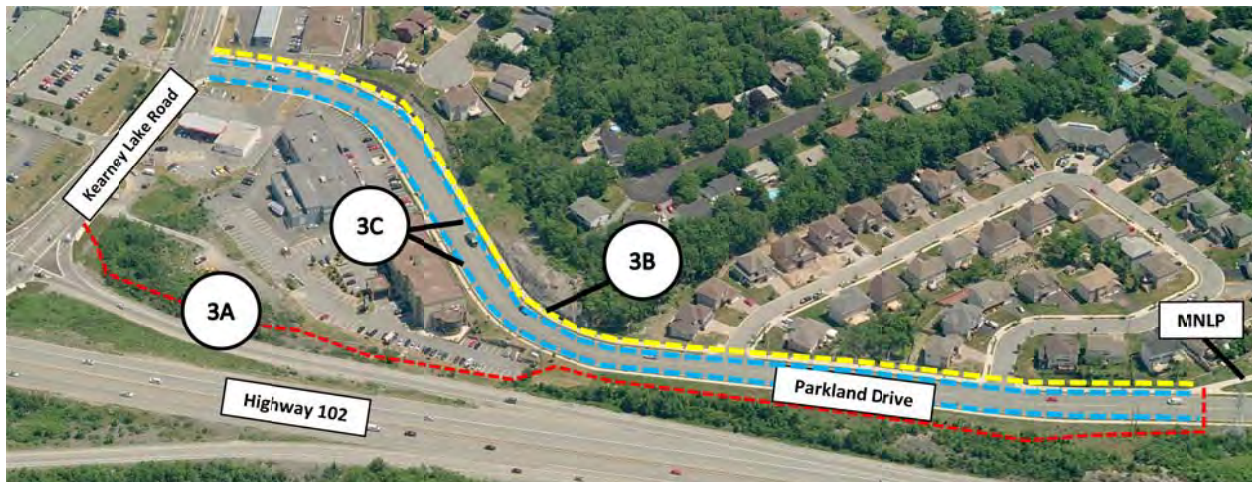 Kearney Lake Road
3C
3B
3A
MNLP
Parkland Drive
Highway 102